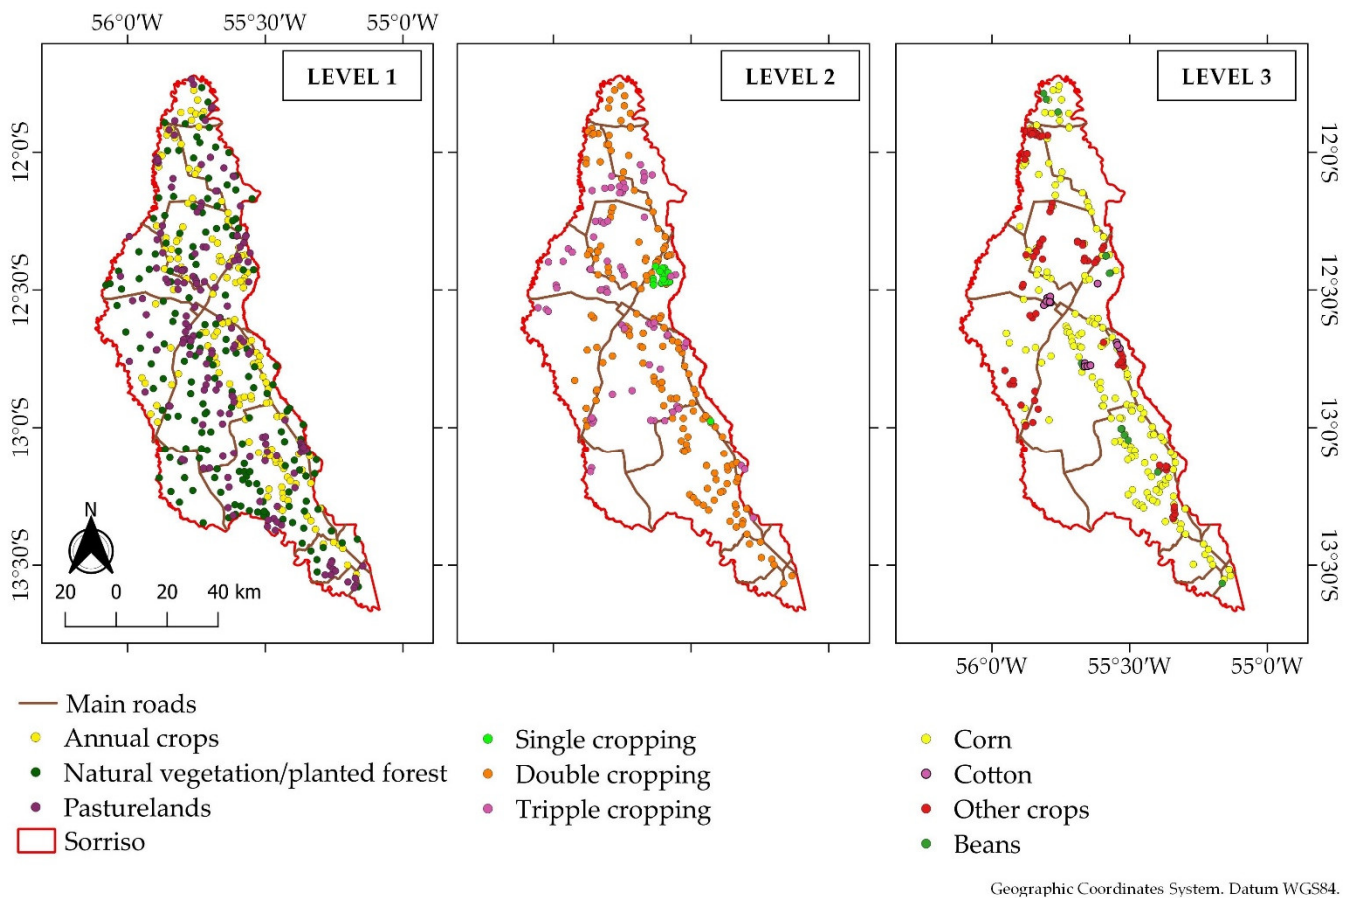 56°0′W 55°30′W 55°0′W
LEVEL 1 LEVEL 2 LEVEL 3
12°0′S 12°0′S
12°30′S 12°30′S
13°0′S 13°0′S
N
13°30′S 13°30′S
20 0 20 40 km
56°0′W 55°30′W 55°0′W
Main roads
Annual crops
Natural vegetation/planted forest
Pasturelands
Sorriso
Single cropping
Double cropping
Tripple cropping
Corn
Cotton
Other crops
Beans
Geographic Coordinates System. Datum WGS84.